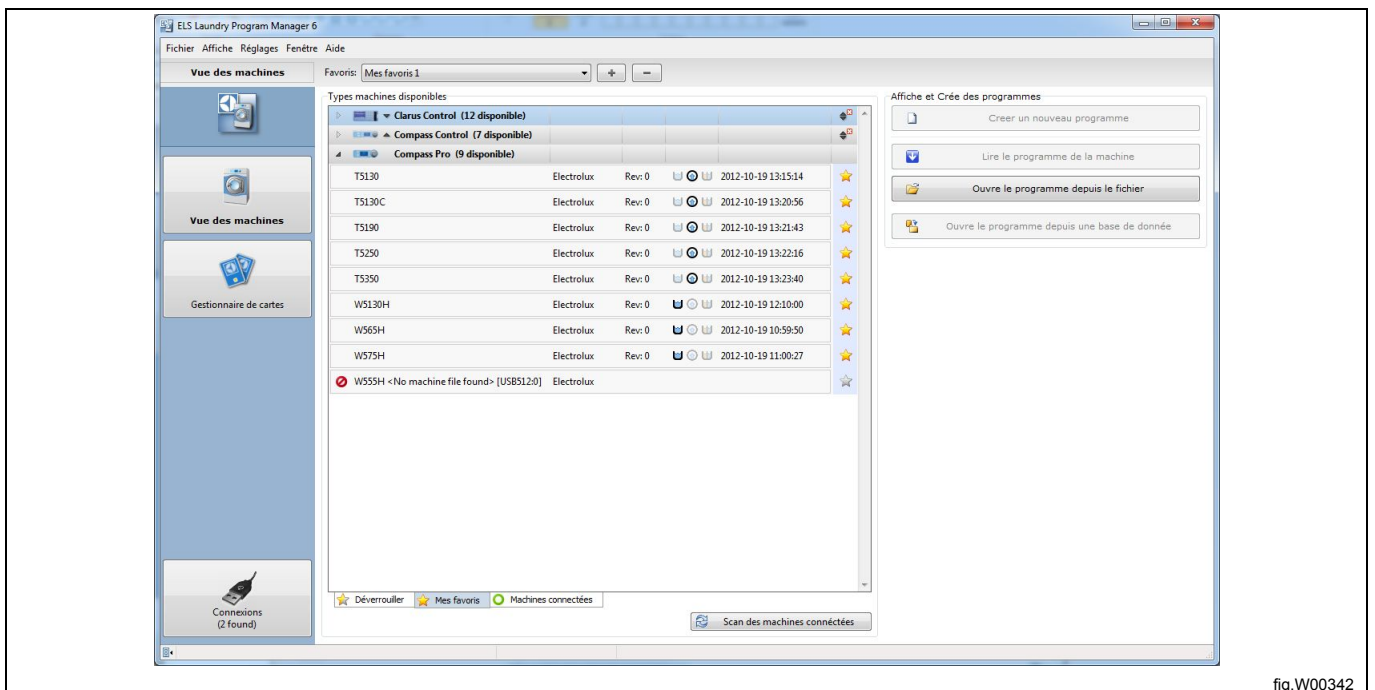 ELS Laundry Program Manager 6
Fichier Affiche Réglages Fenêtre Aide
Vue des machines
Favoris: Mes favoris 1
Types machines disponibles
Clarus Control (12 disponible)
Compass Control (7 disponible)
Compass Pro (9 disponible)
T5130 Electrolux Rev: 0 2012-10-19 13:15:14
T5130C Electrolux Rev: 0 2012-10-19 13:20:56
T5190 Electrolux Rev: 0 2012-10-19 13:21:43
T5250 Electrolux Rev: 0 2012-10-19 13:22:16
T5350 Electrolux Rev: 0 2012-10-19 13:23:40
W5130H Electrolux Rev: 0 2012-10-19 12:10:00
W565H Electrolux Rev: 0 2012-10-19 10:59:50
W575H Electrolux Rev: 0 2012-10-19 11:00:27
W555H <No machine file found> [USB512:0] Electrolux
Déverrouiller Mes favoris Machines connectées
Scan des machines connéctées
Affiche et Crée des programmes
Creer un nouveau programme
Lire le programme de la machine
Ouvre le programme depuis le fichier
Ouvre le programme depuis une base de donnée
Vue des machines
Gestionnaire de cartes
Connexions
(2 found)
fig.W00342